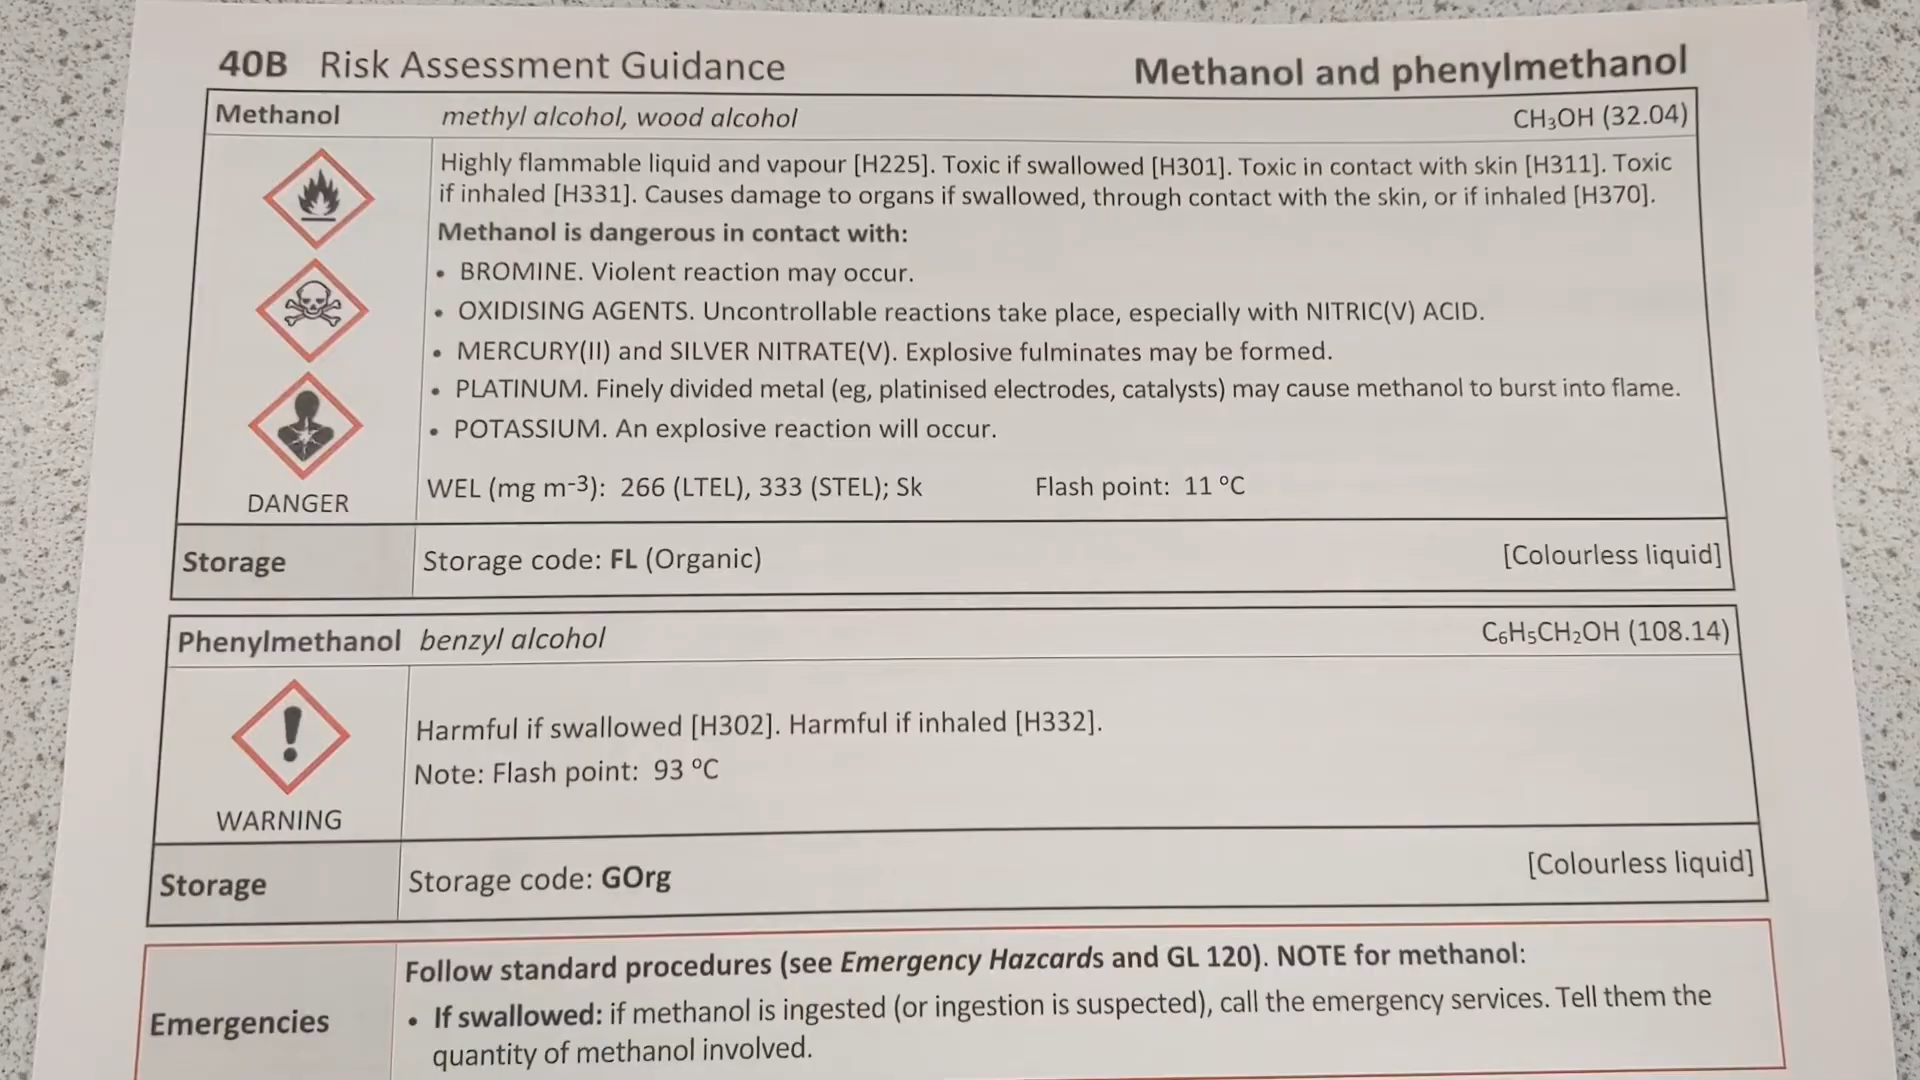 40B Risk Assessment Guidance Methanol and phenylmethanol
Methanol methyl alcohol, wood alcohol CH₃OH (32.04)
Highly flammable liquid and vapour [H225]. Toxic if swallowed [H301]. Toxic in contact with skin [H311]. Toxic
if inhaled [H331]. Causes damage to organs if swallowed, through contact with the skin, or if inhaled [H370].
Methanol is dangerous in contact with:
• BROMINE. Violent reaction may occur.
• OXIDISING AGENTS. Uncontrollable reactions take place, especially with NITRIC(V) ACID.
• MERCURY(II) and SILVER NITRATE(V). Explosive fulminates may be formed.
• PLATINUM. Finely divided metal (eg, platinised electrodes, catalysts) may cause methanol to burst into flame.
• POTASSIUM. An explosive reaction will occur.
WEL (mg m⁻³): 266 (LTEL), 333 (STEL); Sk Flash point: 11 °C
DANGER
Storage Storage code: FL (Organic) [Colourless liquid]
Phenylmethanol benzyl alcohol C₆H₅CH₂OH (108.14)
Harmful if swallowed [H302]. Harmful if inhaled [H332].
Note: Flash point: 93 °C
WARNING
Storage Storage code: GOrg [Colourless liquid]
Follow standard procedures (see Emergency Hazcards and GL 120). NOTE for methanol:
Emergencies • If swallowed: if methanol is ingested (or ingestion is suspected), call the emergency services. Tell them the
quantity of methanol involved.